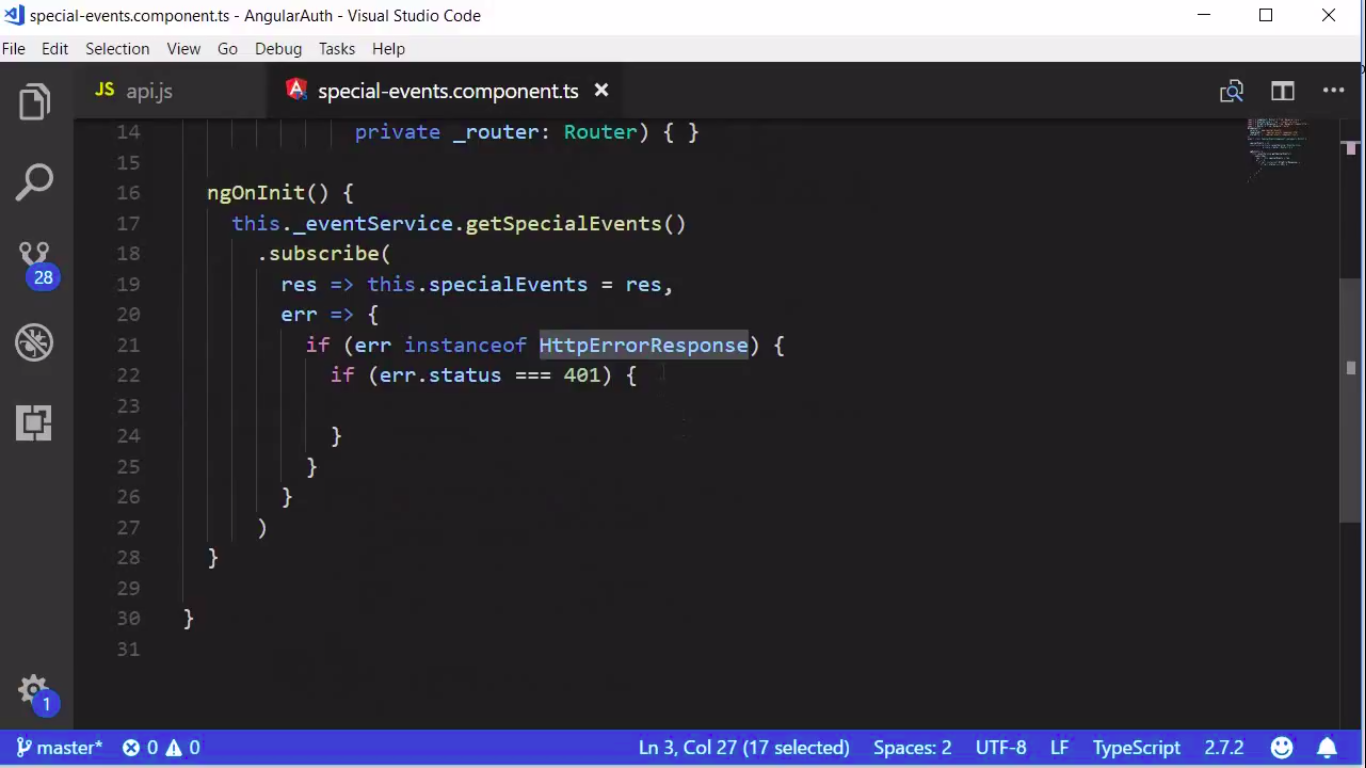 special-events.component.ts - AngularAuth - Visual Studio Code
File Edit Selection View Go Debug Tasks Help
JS api.js special-events.component.ts
14 private _router: Router) { }
15
16 ngOnInit() {
17 this._eventService.getSpecialEvents()
18 .subscribe(
19 res => this.specialEvents = res,
20 err => {
21 if (err instanceof HttpErrorResponse) {
22 if (err.status === 401) {
23
24 }
25 }
26 }
27 )
28 }
29
30 }
31
28
1
master* 0 0 Ln 3, Col 27 (17 selected) Spaces: 2 UTF-8 LF TypeScript 2.7.2